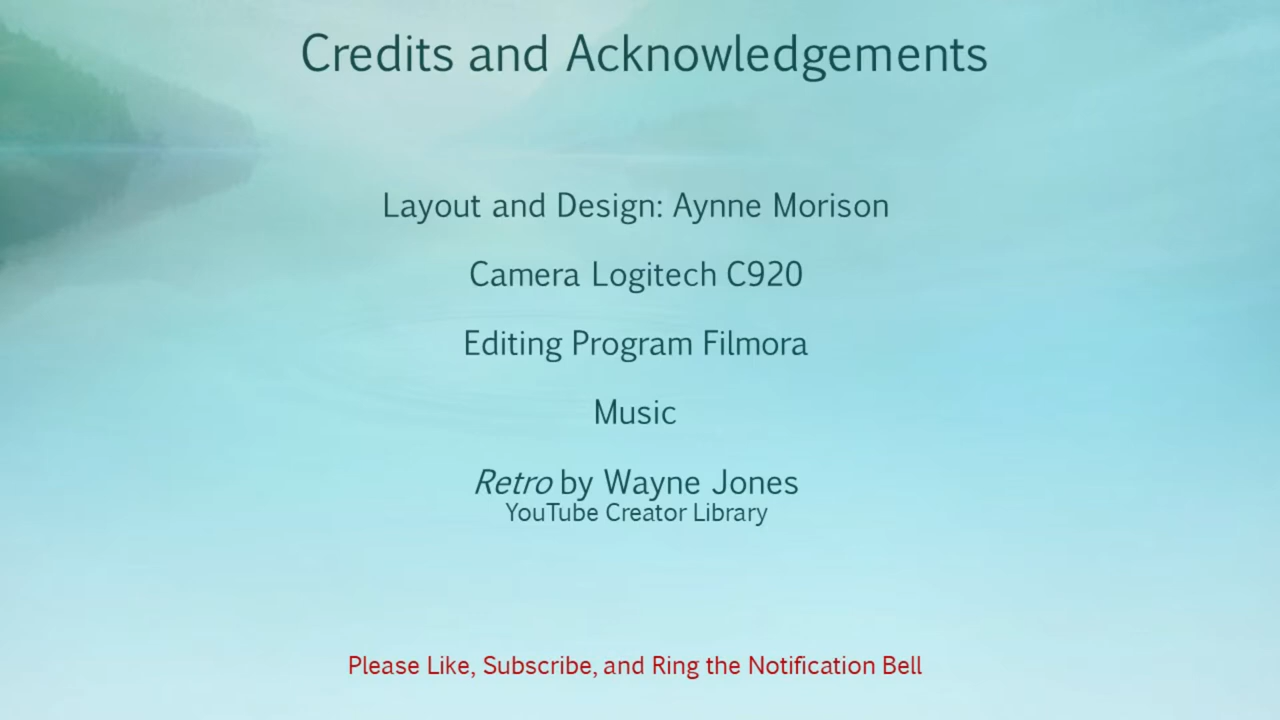 Credits and Acknowledgements
Layout and Design: Aynne Morison
Camera Logitech C920
Editing Program Filmora
Music
Retro by Wayne Jones
YouTube Creator Library
Please Like, Subscribe, and Ring the Notification Bell